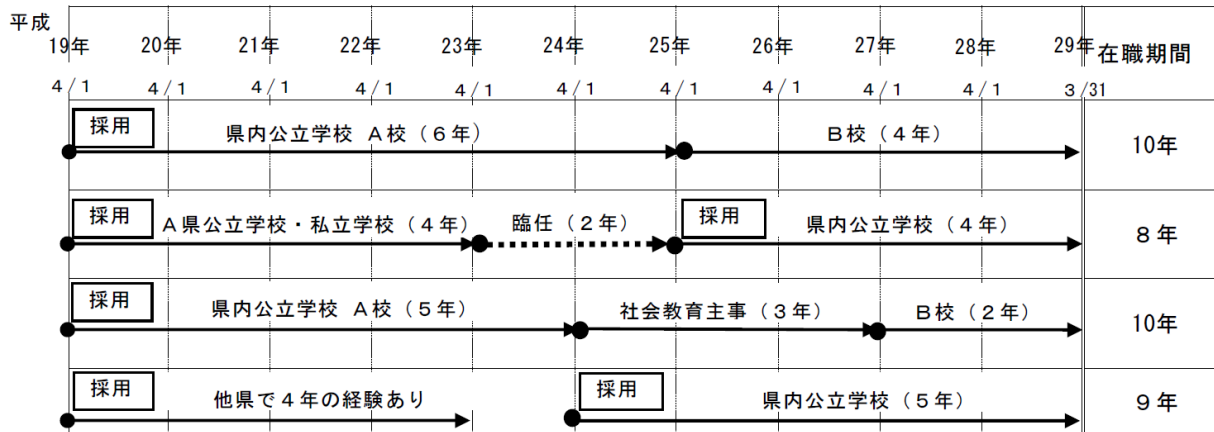 平成
19年 20年 21年 22年 23年 24年 25年 26年 27年 28年 29年 在職期間
4/1 4/1 4/1 4/1 4/1 4/1 4/1 4/1 4/1 4/1 3/31
採用 県内公立学校 A校(6年) B校(4年) 10年
採用 A県公立学校・私立学校(4年) 臨任(2年) 採用 県内公立学校(4年) 8年
採用 県内公立学校 A校(5年) 社会教育主事(3年) B校(2年) 10年
採用 他県で4年の経験あり 採用 県内公立学校(5年) 9年